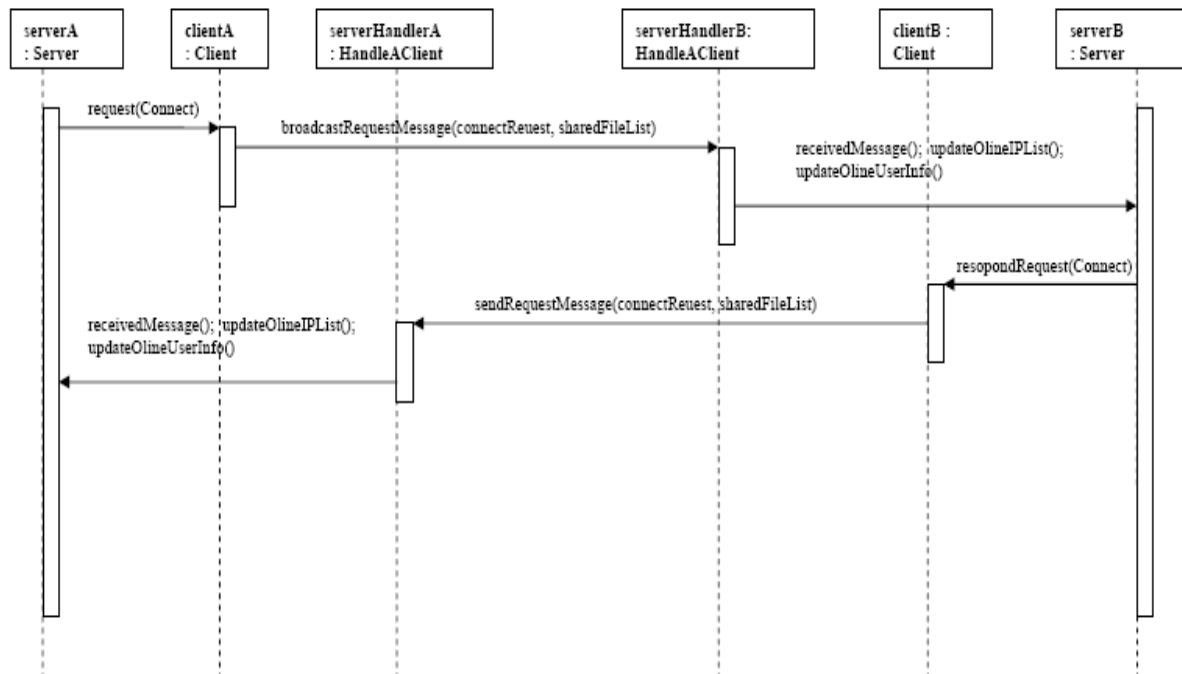 serverA
: Server
clientA
: Client
serverHandlerA
: HandleAClient
serverHandlerB:
HandleAClient
clientB :
Client
serverB
: Server
request(Connect)
broadcastRequestMessage(connectReuest, sharedFileList)
receivedMessage(); updateOlineIPList();
updateOlineUserInfo()
resopondRequest(Connect)
sendRequestMessage(connectReuest, sharedFileList)
receivedMessage(); updateOlineIPList();
updateOlineUserInfo()